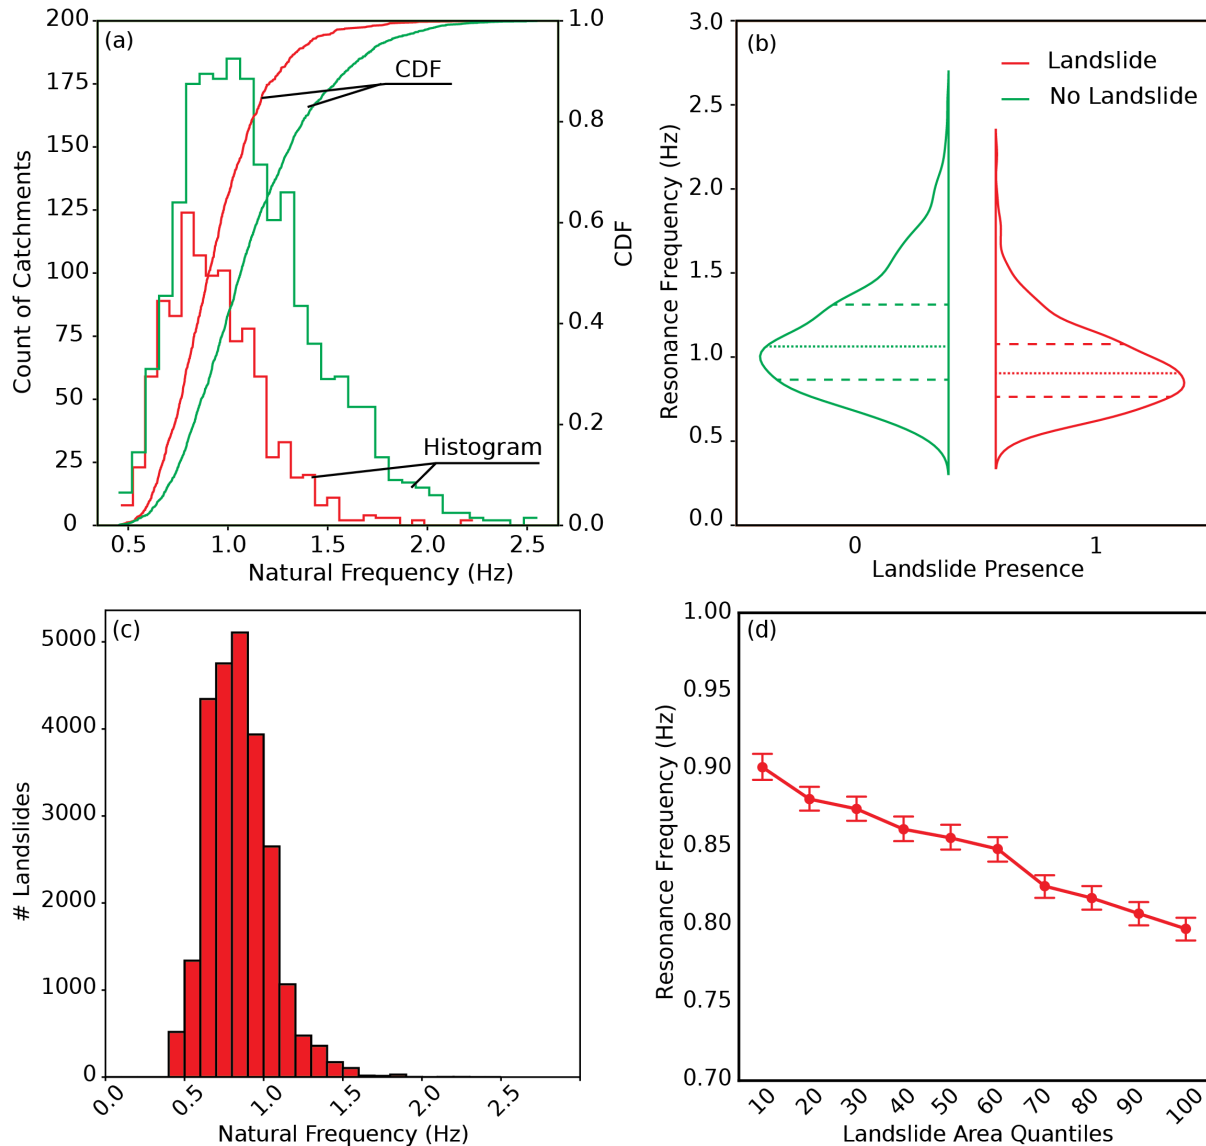 (a)
200
175
150
125
100
75
50
25
0
Count of Catchments
CDF
Histogram
1.0
0.8
0.6
0.4
0.2
0.0
CDF
0.5 1.0 1.5 2.0 2.5
Natural Frequency (Hz)
(b)
Landslide
No Landslide
3.0
2.5
2.0
1.5
1.0
0.5
0.0
Resonance Frequency (Hz)
0 1
Landslide Presence
(c)
5000
4000
3000
2000
1000
0
# Landslides
0.0 0.5 1.0 1.5 2.0 2.5
Natural Frequency (Hz)
(d)
1.00
0.95
0.90
0.85
0.80
0.75
0.70
Resonance Frequency (Hz)
10 20 30 40 50 60 70 80 90 100
Landslide Area Quantiles